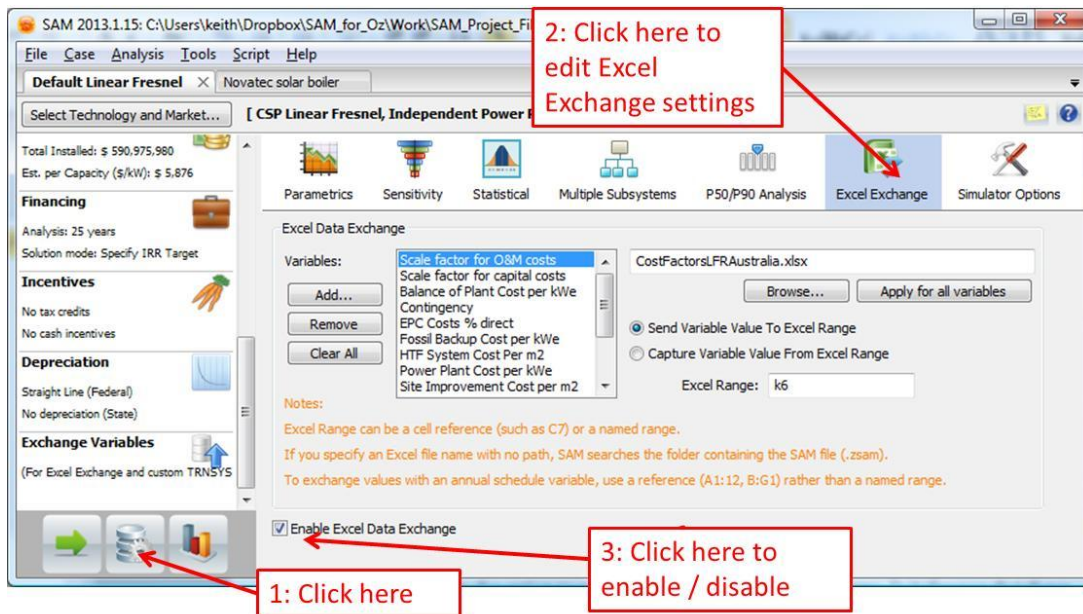 SAM 2013.1.15: C:\Users\keith\Dropbox\SAM_for_Oz\Work\SAM_Project_Fi
File Case Analysis Tools Script Help
Default Linear Fresnel Novatec solar boiler
Select Technology and Market... [ CSP Linear Fresnel, Independent Power P
Total Installed: $ 590,975,980
Est. per Capacity ($/kW): $ 5,876
Financing
Analysis: 25 years
Solution mode: Specify IRR Target
Incentives
No tax credits
No cash incentives
Depreciation
Straight Line (Federal)
No depreciation (State)
Exchange Variables
(For Excel Exchange and custom TRNSYS
Parametrics Sensitivity Statistical Multiple Subsystems P50/P90 Analysis Excel Exchange Simulator Options
Excel Data Exchange
Variables:
Add...
Remove
Clear All
Scale factor for O&M costs
Scale factor for capital costs
Balance of Plant Cost per kWe
Contingency
EPC Costs % direct
Fossil Backup Cost per kWe
HTF System Cost Per m2
Power Plant Cost per kWe
Site Improvement Cost per m2
CostFactorsLFRAustralia.xlsx
Browse... Apply for all variables
Send Variable Value To Excel Range
Capture Variable Value From Excel Range
Excel Range: k6
Notes:
Excel Range can be a cell reference (such as C7) or a named range.
If you specify an Excel file name with no path, SAM searches the folder containing the SAM file (.zsam).
To exchange values with an annual schedule variable, use a reference (A1:12, B:G1) rather than a named range.
Enable Excel Data Exchange
2: Click here to
edit Excel
Exchange settings
3: Click here to
enable / disable
1: Click here